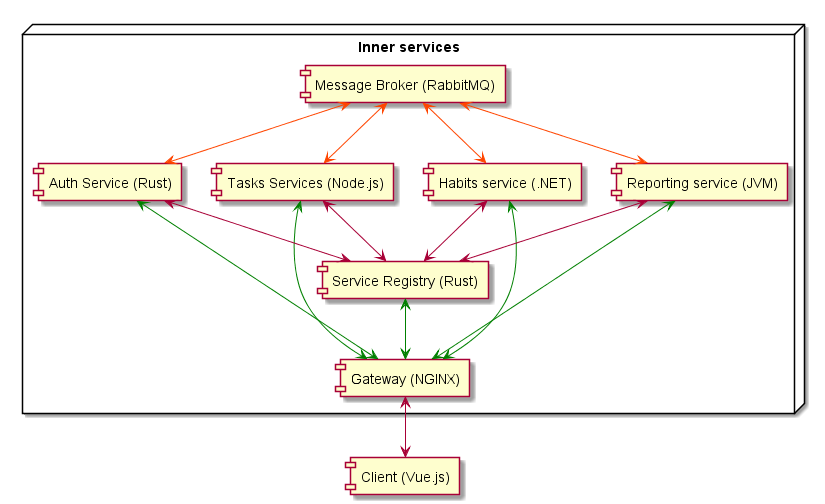 Inner services
Message Broker (RabbitMQ)
Auth Service (Rust)
Tasks Services (Node.js)
Habits service (.NET)
Reporting service (JVM)
Service Registry (Rust)
Gateway (NGINX)
Client (Vue.js)